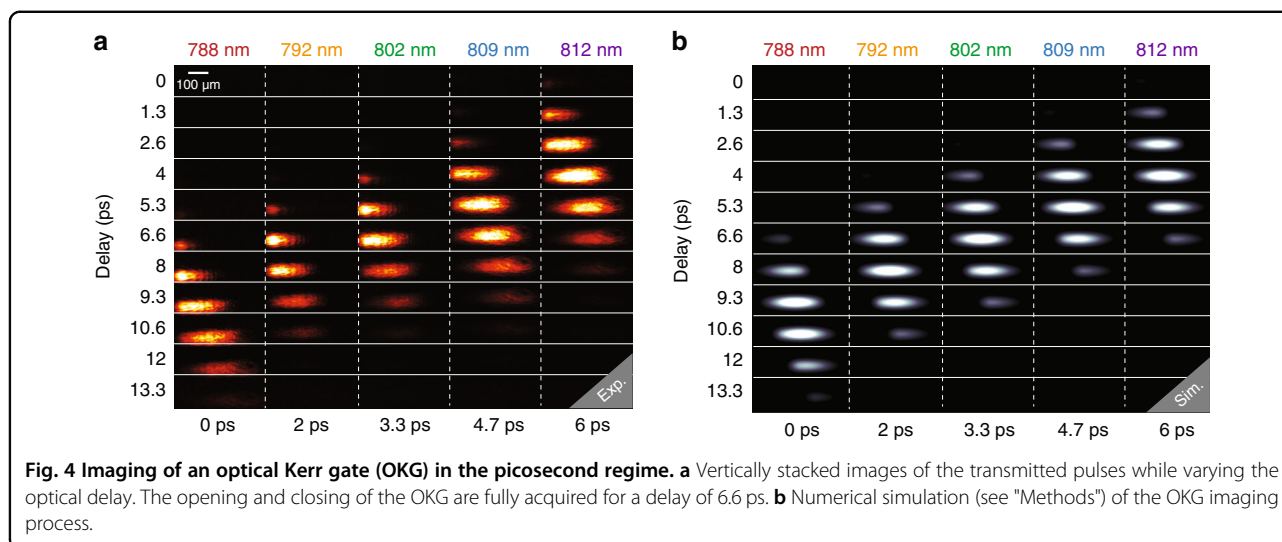 a
788 nm 792 nm 802 nm 809 nm 812 nm
100 µm
Delay (ps)
0
1.3
2.6
4
5.3
6.6
8
9.3
10.6
12
13.3
Exp.
0 ps 2 ps 3.3 ps 4.7 ps 6 ps
b
788 nm 792 nm 802 nm 809 nm 812 nm
Delay (ps)
0
1.3
2.6
4
5.3
6.6
8
9.3
10.6
12
13.3
Sim.
0 ps 2 ps 3.3 ps 4.7 ps 6 ps
Fig. 4 Imaging of an optical Kerr gate (OKG) in the picosecond regime. a Vertically stacked images of the transmitted pulses while varying the
optical delay. The opening and closing of the OKG are fully acquired for a delay of 6.6 ps. b Numerical simulation (see "Methods") of the OKG imaging
process.